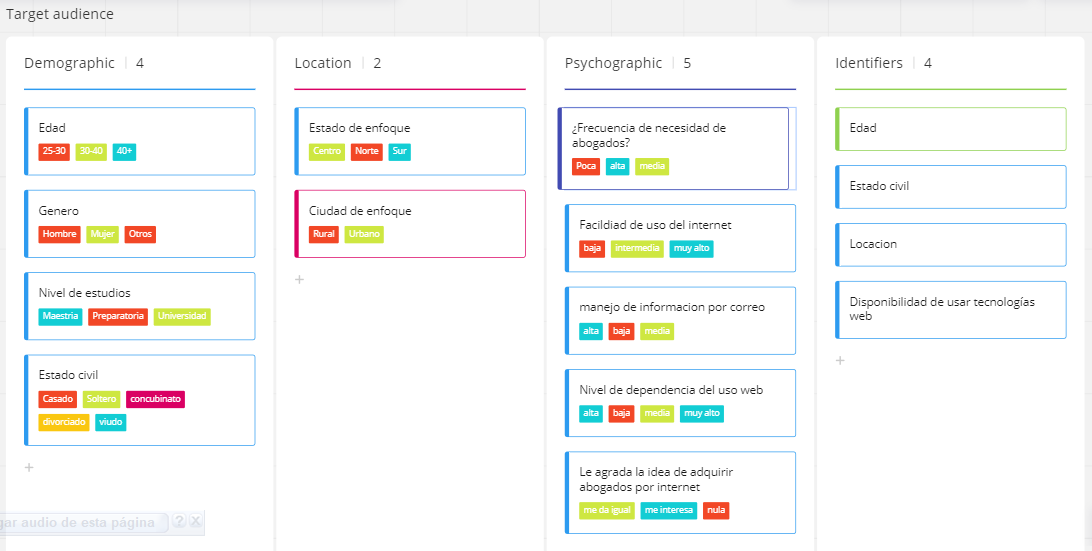 Target audience
Demographic | 4
Edad
25-30 30-40 40+
Genero
Hombre Mujer Otros
Nivel de estudios
Maestria Preparatoria Universidad
Estado civil
Casado Soltero concubinato
divorciado viudo
+
Location | 2
Estado de enfoque
Centro Norte Sur
Ciudad de enfoque
Rural Urbano
+
Psychographic | 5
¿Frecuencia de necesidad de
abogados?
Poca alta media
Facildiad de uso del internet
baja intermedia muy alto
manejo de informacion por correo
alta baja media
Nivel de dependencia del uso web
alta baja media muy alto
Le agrada la idea de adquirir
abogados por internet
me da igual me interesa nula
Identifiers | 4
Edad
Estado civil
Locacion
Disponibilidad de usar tecnologías
web
+
gar audio de esta página ? X